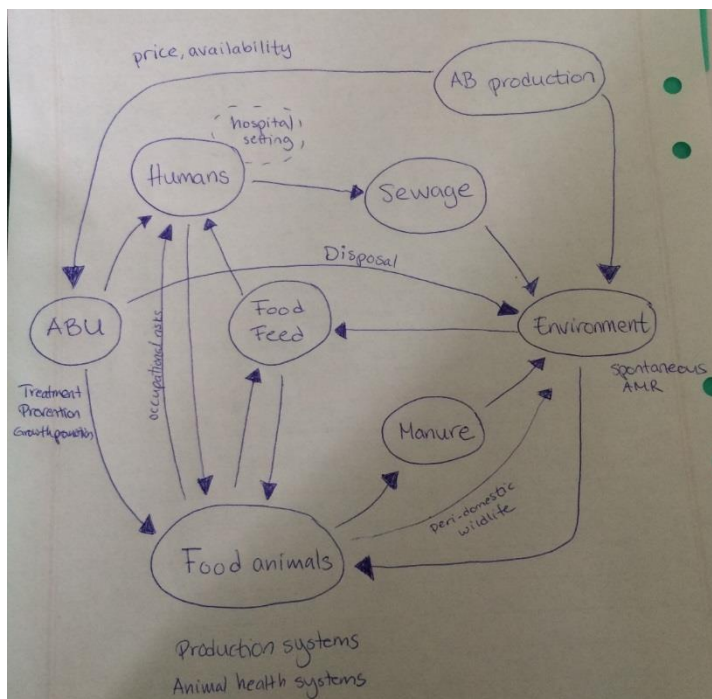 price, availability
AB production
hospital
setting
Humans
Sewage
Disposal
ABU
Food
Feed
Environment
occupational risks
spontaneous
AMR
Treatment
Prevention
Growth promotion
Manure
peri-domestic
wildlife
Food animals
Production systems
Animal health systems